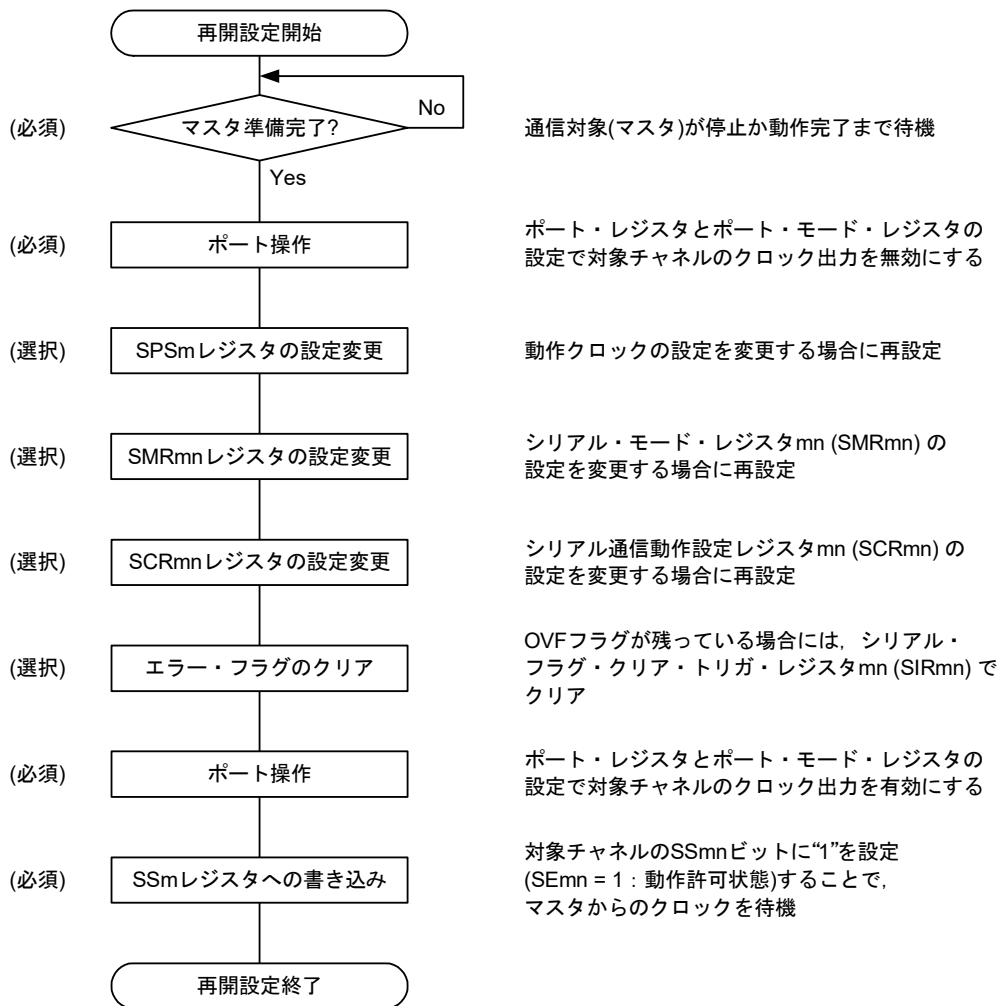 再開設定開始
No
(必須)
マスタ準備完了?
通信対象(マスタ)が停止か動作完了まで待機
Yes
(必須)
ポート操作
ポート・レジスタとポート・モード・レジスタの
設定で対象チャネルのクロック出力を無効にする
(選択)
SPSmレジスタの設定変更
動作クロックの設定を変更する場合に再設定
(選択)
SMRmnレジスタの設定変更
シリアル・モード・レジスタmn (SMRmn) の
設定を変更する場合に再設定
(選択)
SCRmnレジスタの設定変更
シリアル通信動作設定レジスタmn (SCRmn) の
設定を変更する場合に再設定
(選択)
エラー・フラグのクリア
OVFフラグが残っている場合には，シリアル・
フラグ・クリア・トリガ・レジスタmn (SIRmn) で
クリア
(必須)
ポート操作
ポート・レジスタとポート・モード・レジスタの
設定で対象チャネルのクロック出力を有効にする
(必須)
SSmレジスタへの書き込み
対象チャネルのSSmnビットに“1”を設定
(SEmn = 1：動作許可状態)することで，
マスタからのクロックを待機
再開設定終了